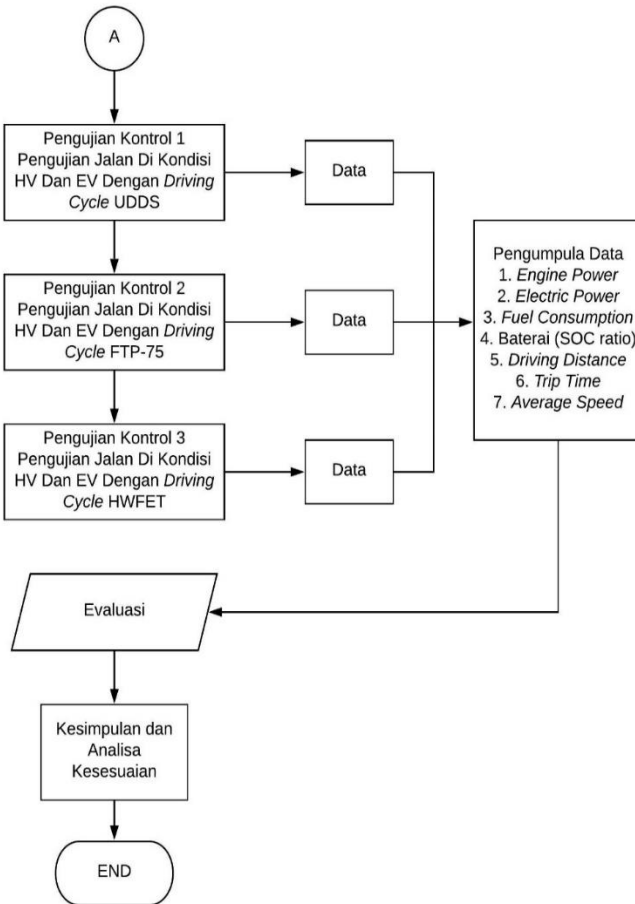 A
Pengujian Kontrol 1
Pengujian Jalan Di Kondisi
HV Dan EV Dengan Driving
Cycle UDDS
Data
Pengujian Kontrol 2
Pengujian Jalan Di Kondisi
HV Dan EV Dengan Driving
Cycle FTP-75
Data
Pengujian Kontrol 3
Pengujian Jalan Di Kondisi
HV Dan EV Dengan Driving
Cycle HWFET
Data
Pengumpula Data
1. Engine Power
2. Electric Power
3. Fuel Consumption
4. Baterai (SOC ratio)
5. Driving Distance
6. Trip Time
7. Average Speed
Evaluasi
Kesimpulan dan
Analisa
Kesesuaian
END